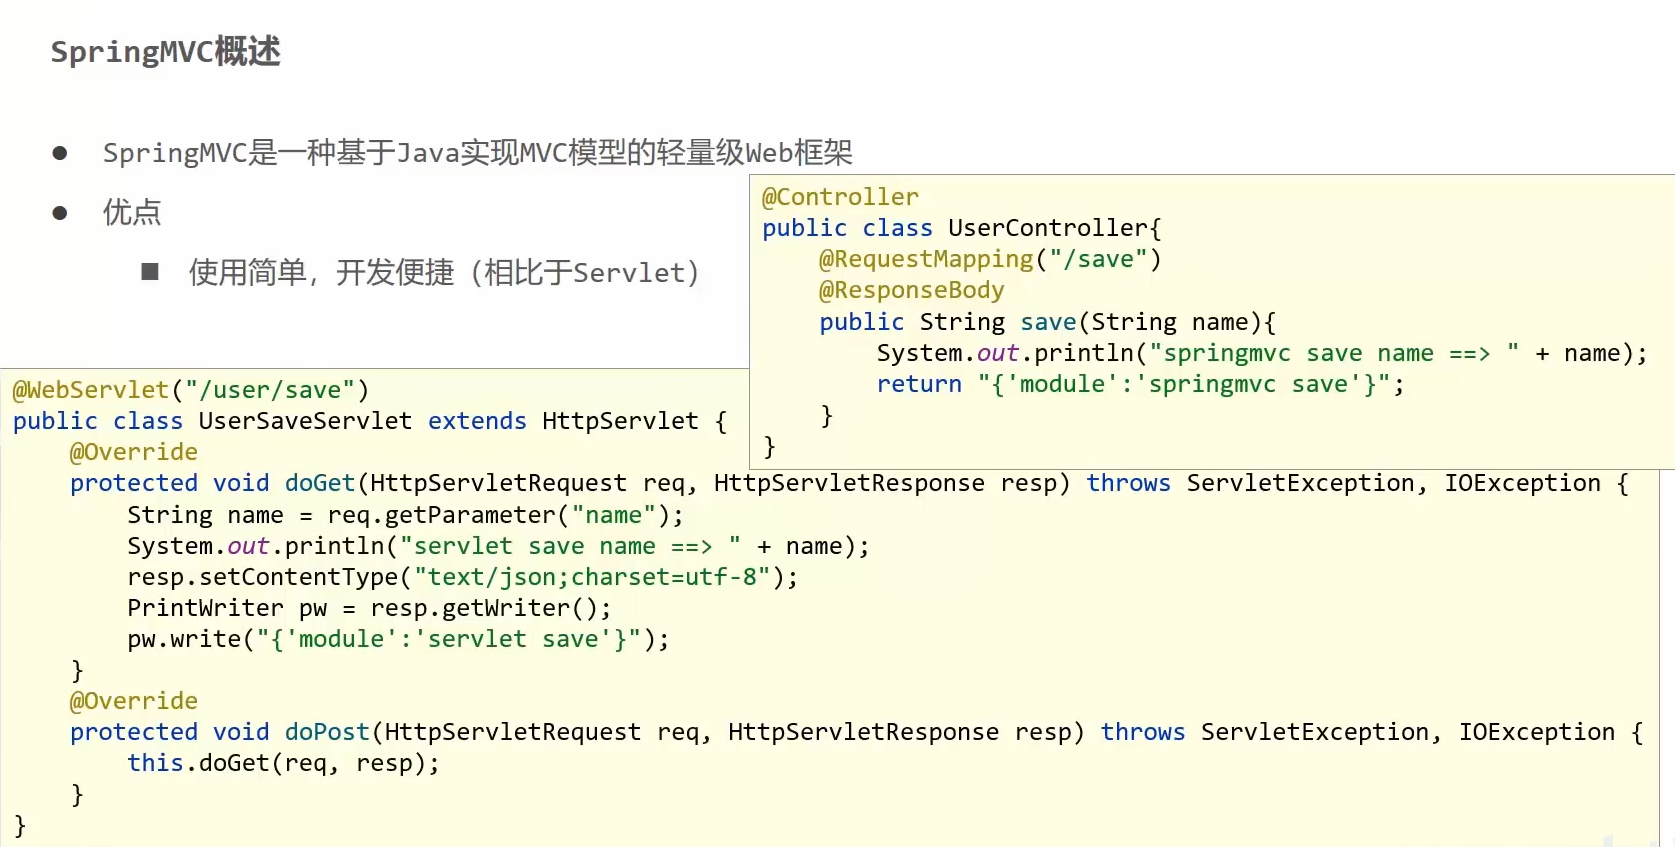 SpringMVC概述
● SpringMVC是一种基于Java实现MVC模型的轻量级Web框架
● 优点
■ 使用简单，开发便捷（相比于Servlet）
@Controller
public class UserController{
    @RequestMapping("/save")
    @ResponseBody
    public String save(String name){
        System.out.println("springmvc save name ==> " + name);
        return "{'module':'springmvc save'}";
    }
}
@WebServlet("/user/save")
public class UserSaveServlet extends HttpServlet {
    @Override
    protected void doGet(HttpServletRequest req, HttpServletResponse resp) throws ServletException, IOException {
        String name = req.getParameter("name");
        System.out.println("servlet save name ==> " + name);
        resp.setContentType("text/json;charset=utf-8");
        PrintWriter pw = resp.getWriter();
        pw.write("{'module':'servlet save'}");
    }
    @Override
    protected void doPost(HttpServletRequest req, HttpServletResponse resp) throws ServletException, IOException {
        this.doGet(req, resp);
    }
}